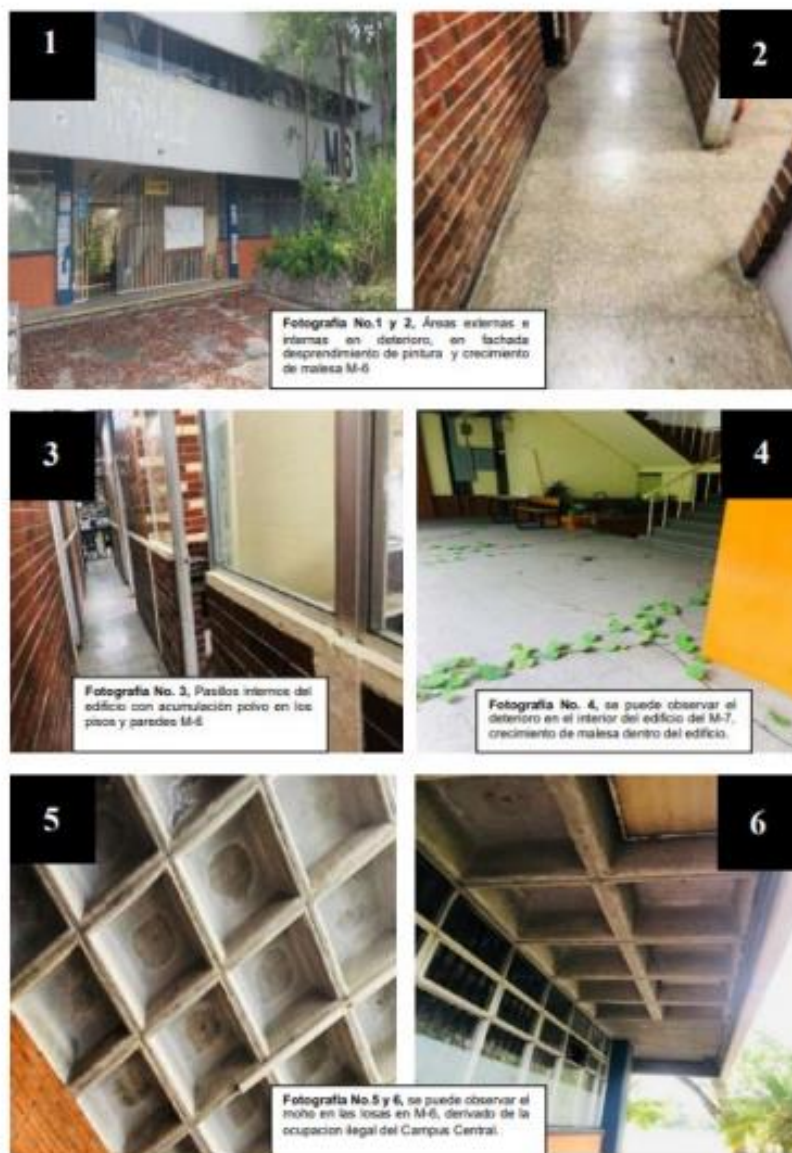 1
M6
2
Fotografía No.1 y 2, Áreas externas e
internas en deterioro, en fachada
desprendimiento de pintura y crecimiento
de malesa M-6
3
Fotografía No. 3, Pasillos internos del
edificio con acumulación polvo en los
pisos y paredes M-6
4
Fotografía No. 4, se puede observar el
deterioro en el interior del edificio del M-7,
crecimiento de malesa dentro del edificio.
5
6
Fotografía No.5 y 6, se puede observar el
moho en las losas en M-6, derivado de la
ocupacion ilegal del Campus Central.